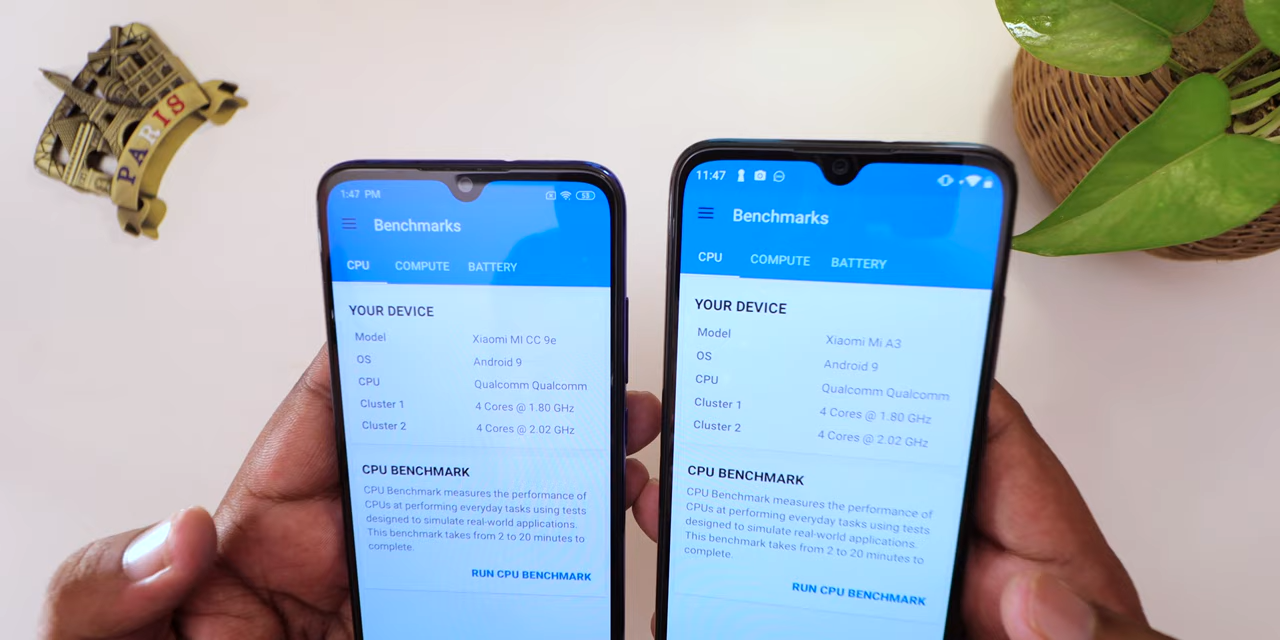 PARIS
1:47 PM
53
Benchmarks
CPU COMPUTE BATTERY
YOUR DEVICE
Model Xiaomi MI CC 9e
OS Android 9
CPU Qualcomm Qualcomm
Cluster 1 4 Cores @ 1.80 GHz
Cluster 2 4 Cores @ 2.02 GHz
CPU BENCHMARK
CPU Benchmark measures the performance of
CPUs at performing everyday tasks using tests
designed to simulate real-world applications.
This benchmark takes from 2 to 20 minutes to
complete.
RUN CPU BENCHMARK
11:47
Benchmarks
CPU COMPUTE BATTERY
YOUR DEVICE
Model Xiaomi Mi A3
OS Android 9
CPU Qualcomm Qualcomm
Cluster 1 4 Cores @ 1.80 GHz
Cluster 2 4 Cores @ 2.02 GHz
CPU BENCHMARK
CPU Benchmark measures the performance of
CPUs at performing everyday tasks using tests
designed to simulate real-world applications.
This benchmark takes from 2 to 20 minutes to
complete.
RUN CPU BENCHMARK